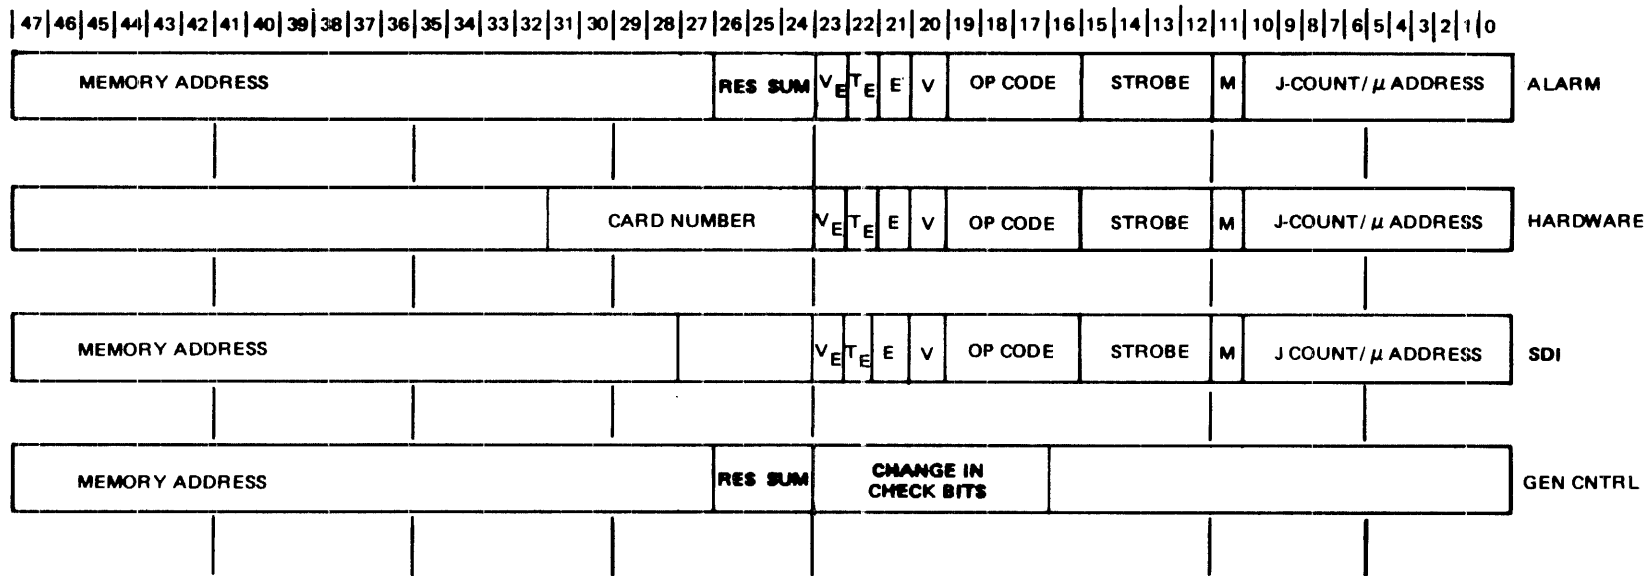 47 46 45 44 43 42 41 40 39 38 37 36 35 34 33 32 31 30 29 28 27 26 25 24 23 22 21 20 19 18 17 16 15 14 13 12 11 10 9 8 7 6 5 4 3 2 1 0
MEMORY ADDRESS RES SUM VE TE E V OP CODE STROBE M J-COUNT/ μ ADDRESS ALARM
CARD NUMBER VE TE E V OP CODE STROBE M J-COUNT/ μ ADDRESS HARDWARE
MEMORY ADDRESS VE TE E V OP CODE STROBE M J COUNT/ μ ADDRESS SDI
MEMORY ADDRESS RES SUM CHANGE IN
CHECK BITS GEN CNTRL